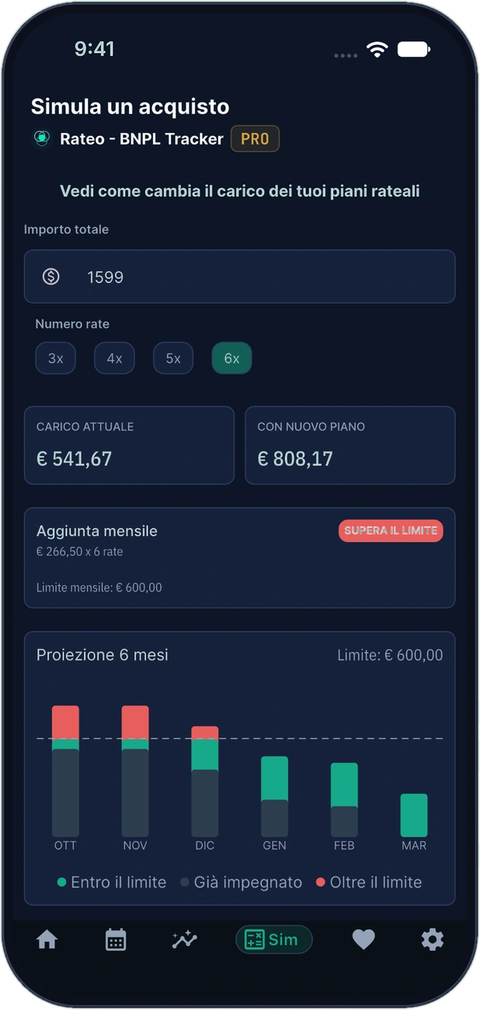 9:41
Simula un acquisto
Rateo - BNPL Tracker PRO
Vedi come cambia il carico dei tuoi piani rateali
Importo totale
1599
Numero rate
3x 4x 5x 6x
CARICO ATTUALE
€ 541,67
CON NUOVO PIANO
€ 808,17
Aggiunta mensile
SUPERA IL LIMITE
€ 266,50 x 6 rate
Limite mensile: € 600,00
Proiezione 6 mesi
Limite: € 600,00
OTT NOV DIC GEN FEB MAR
Entro il limite Già impegnato Oltre il limite
Sim